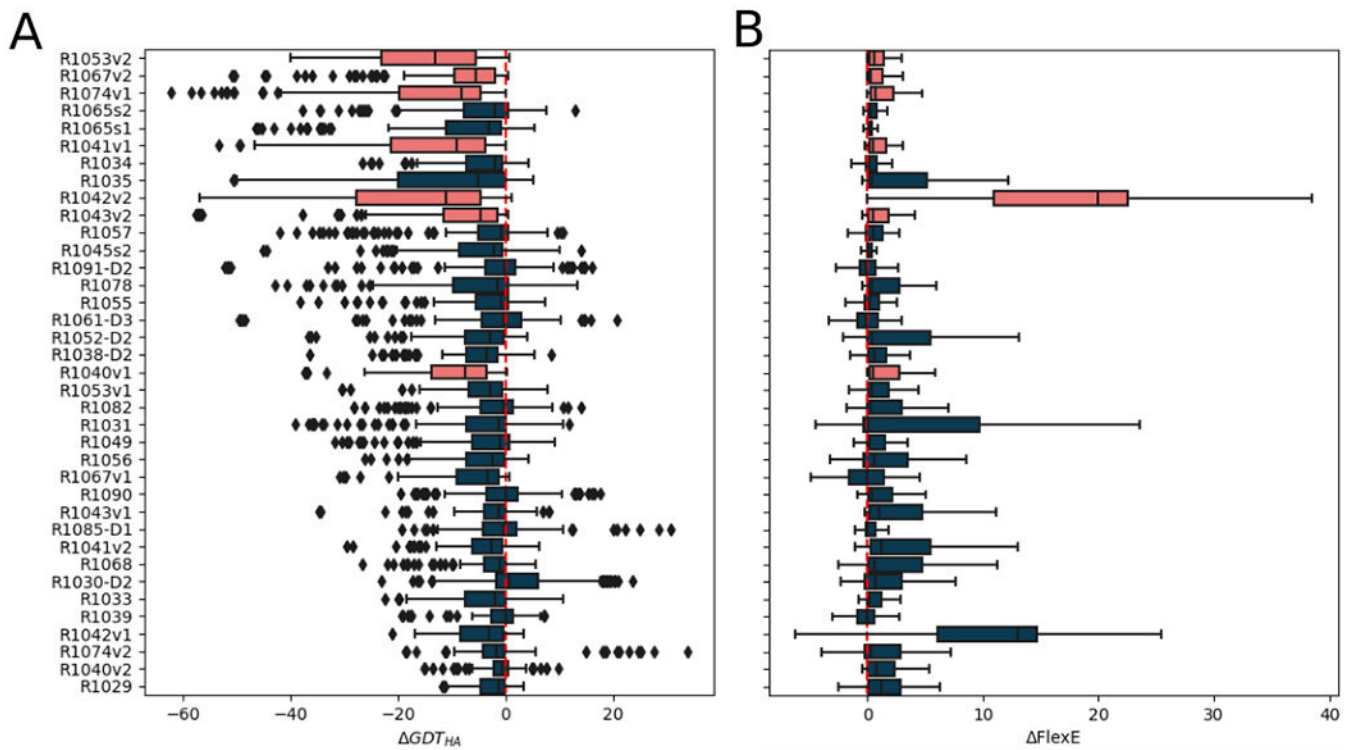 A
B
R1053v2
R1067v2
R1074v1
R1065s2
R1065s1
R1041v1
R1034
R1035
R1042v2
R1043v2
R1057
R1045s2
R1091-D2
R1078
R1055
R1061-D3
R1052-D2
R1038-D2
R1040v1
R1053v1
R1082
R1031
R1049
R1056
R1067v1
R1090
R1043v1
R1085-D1
R1041v2
R1068
R1030-D2
R1033
R1039
R1042v1
R1074v2
R1040v2
R1029
−60 −40 −20 0 20
ΔGDT_HA
0 10 20 30 40
ΔFlexE